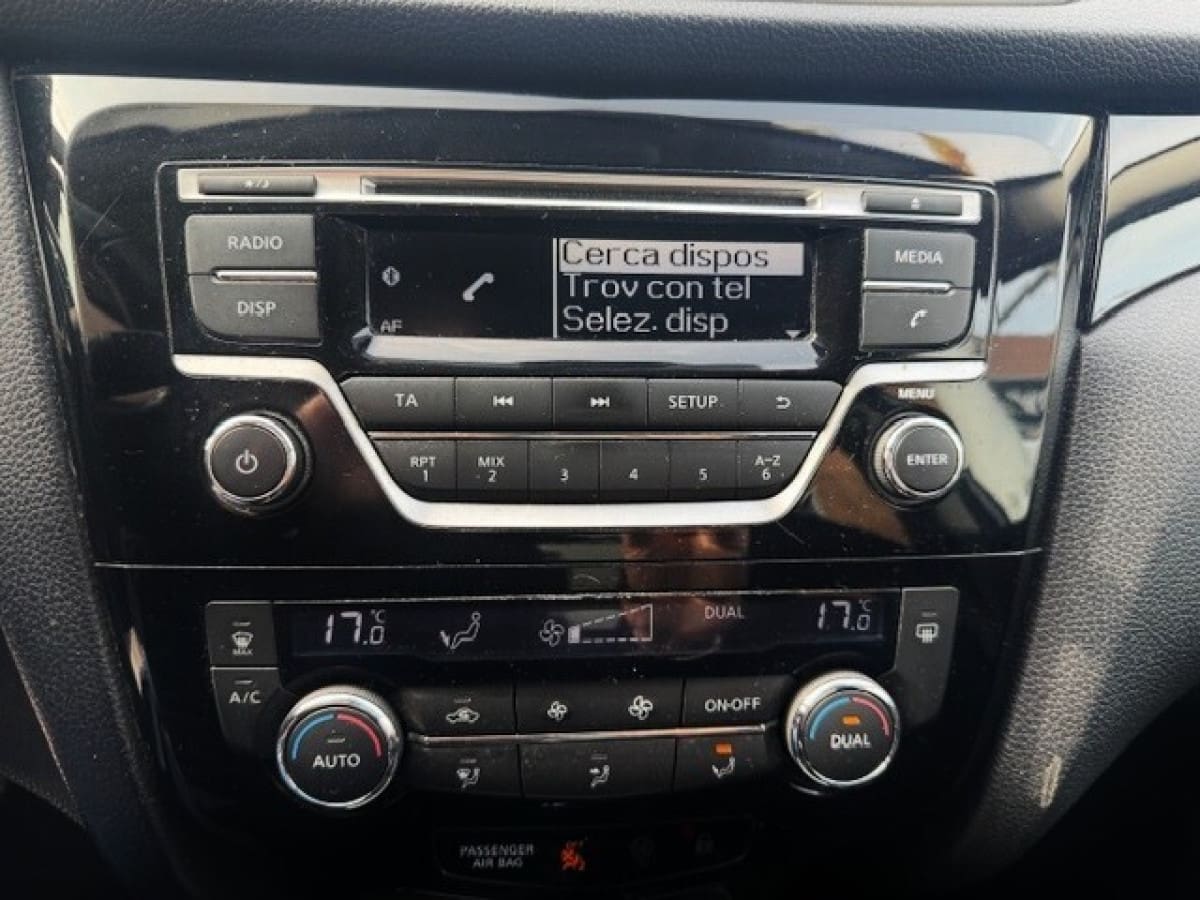 RADIO
DISP
AF
Cerca dispos
Trov con tel
Selez. disp
MEDIA
TA
SETUP
MENU
RPT
1
MIX
2
3
4
5
A-Z
6
ENTER
17.0 °C
DUAL
17.0 °C
MAX
A/C
AUTO
ON·OFF
DUAL
PASSENGER
AIR BAG